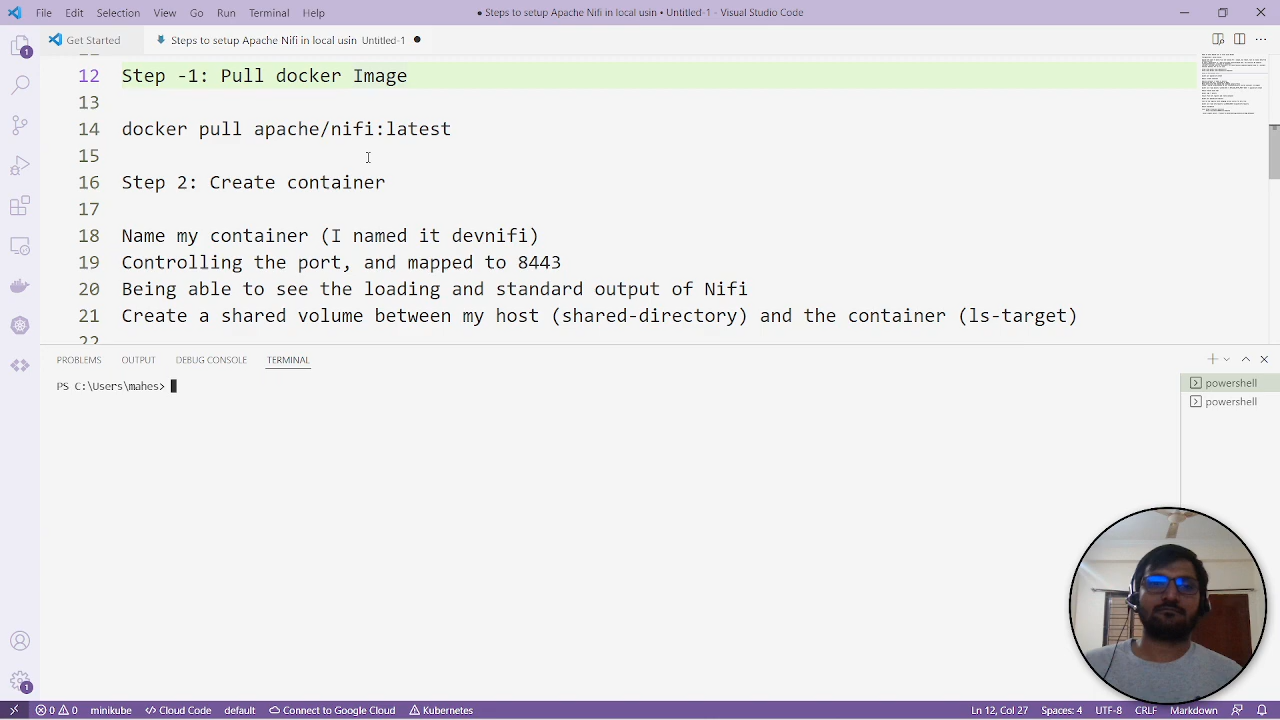 File Edit Selection View Go Run Terminal Help
● Steps to setup Apache Nifi in local usin • Untitled-1 - Visual Studio Code
Get Started
Steps to setup Apache Nifi in local usin Untitled-1
12 Step -1: Pull docker Image
13
14 docker pull apache/nifi:latest
15
16 Step 2: Create container
17
18 Name my container (I named it devnifi)
19 Controlling the port, and mapped to 8443
20 Being able to see the loading and standard output of Nifi
21 Create a shared volume between my host (shared-directory) and the container (ls-target)
22
PROBLEMS OUTPUT DEBUG CONSOLE TERMINAL
PS C:\Users\mahes>
powershell
powershell
1
1
0 0 minikube Cloud Code default Connect to Google Cloud Kubernetes
Ln 12, Col 27 Spaces: 4 UTF-8 CRLF Markdown